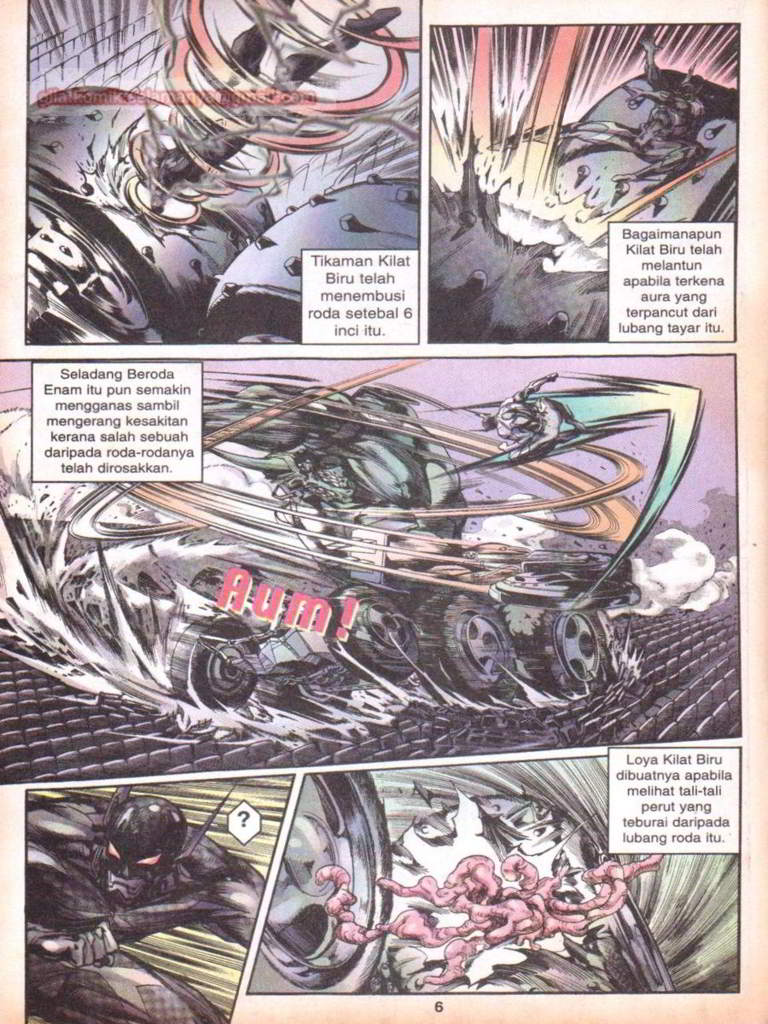 Tikaman Kilat
Biru telah
menembusi
roda setebal 6
inci itu.
Bagaimanapun
Kilat Biru telah
melantun
apabila terkena
aura yang
terpancut dari
lubang tayar itu.
Seladang Beroda
Enam itu pun semakin
mengganas sambil
mengerang kesakitan
kerana salah sebuah
daripada roda-rodanya
telah dirosakkan.
Aum!
Loya Kilat Biru
dibuatnya apabila
melihat tali-tali
perut yang
teburai daripada
lubang roda itu.
?
6